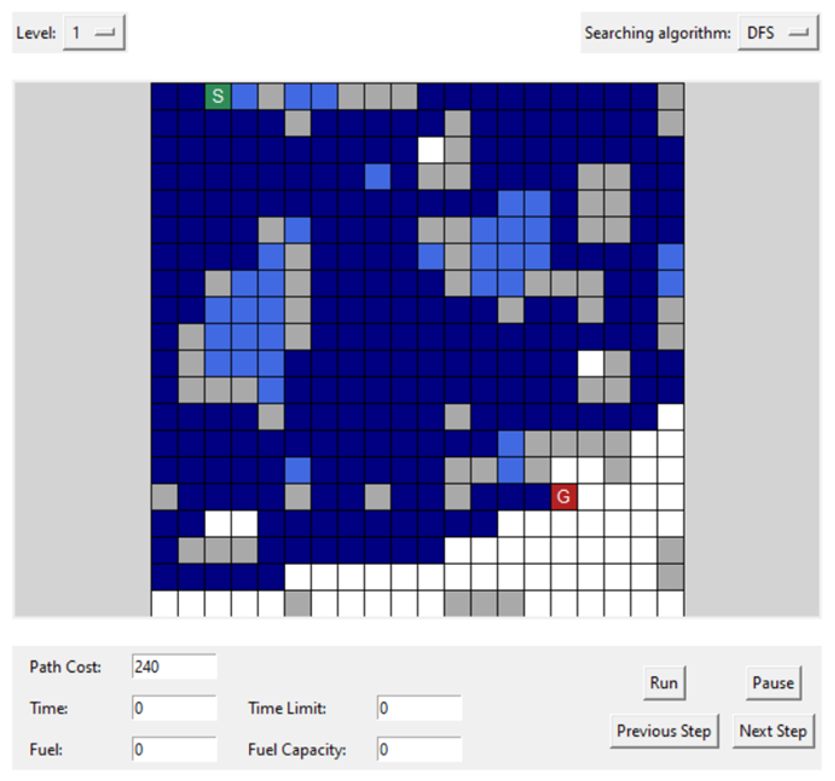 Level: 1 Searching algorithm: DFS
S
G
Path Cost: 240 Run Pause
Time: 0 Time Limit: 0
Previous Step Next Step
Fuel: 0 Fuel Capacity: 0